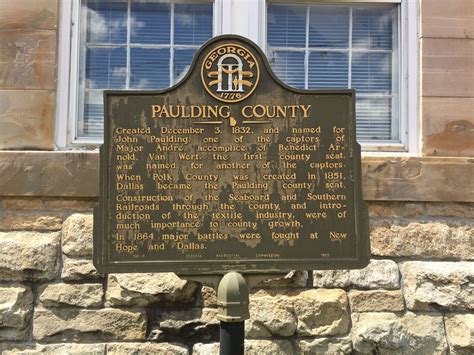 GEORGIA
1776
PAULDING COUNTY
Created December 3, 1832, and named for
John Paulding, one of the captors of
Major Andre, accomplice of Benedict Ar-
nold. Van Wert, the first county seat,
was named for another of the captors.
When Polk County was created in 1851,
Dallas became the Paulding county seat.
Construction of the Seaboard and Southern
Railroads through the county, and intro-
duction of the textile industry, were of
much importance to county growth.
In 1864 major battles were fought at New
Hope and Dallas.
GEORGIA HISTORICAL COMMISSION